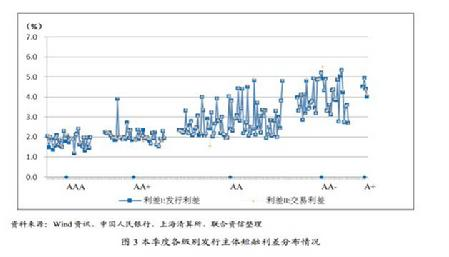 (%)
7.0
6.0
5.0
4.0
3.0
2.0
1.0
0.0
AAA AA+ AA AA- A+
利差I:发行利差 利差II:交易利差
资料来源：Wind资讯、中国人民银行、上海清算所、联合资信整理
图 3 本季度各级别发行主体短融利差分布情况